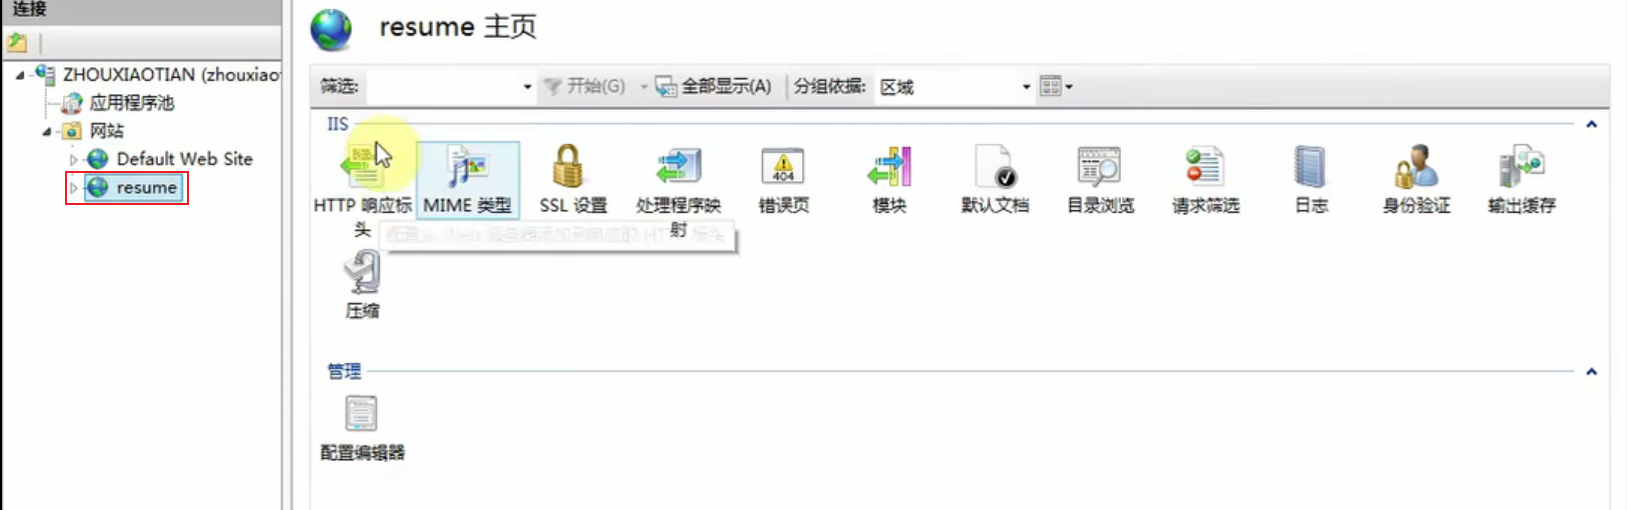 连接
ZHOUXIAOTIAN (zhouxiao
应用程序池
网站
Default Web Site
resume
resume 主页
筛选: 开始(G) 全部显示(A) 分组依据: 区域
IIS
HTTP 响应标头
MIME 类型
SSL 设置
处理程序映射
404
错误页
模块
默认文档
目录浏览
请求筛选
日志
身份验证
输出缓存
压缩
管理
配置编辑器